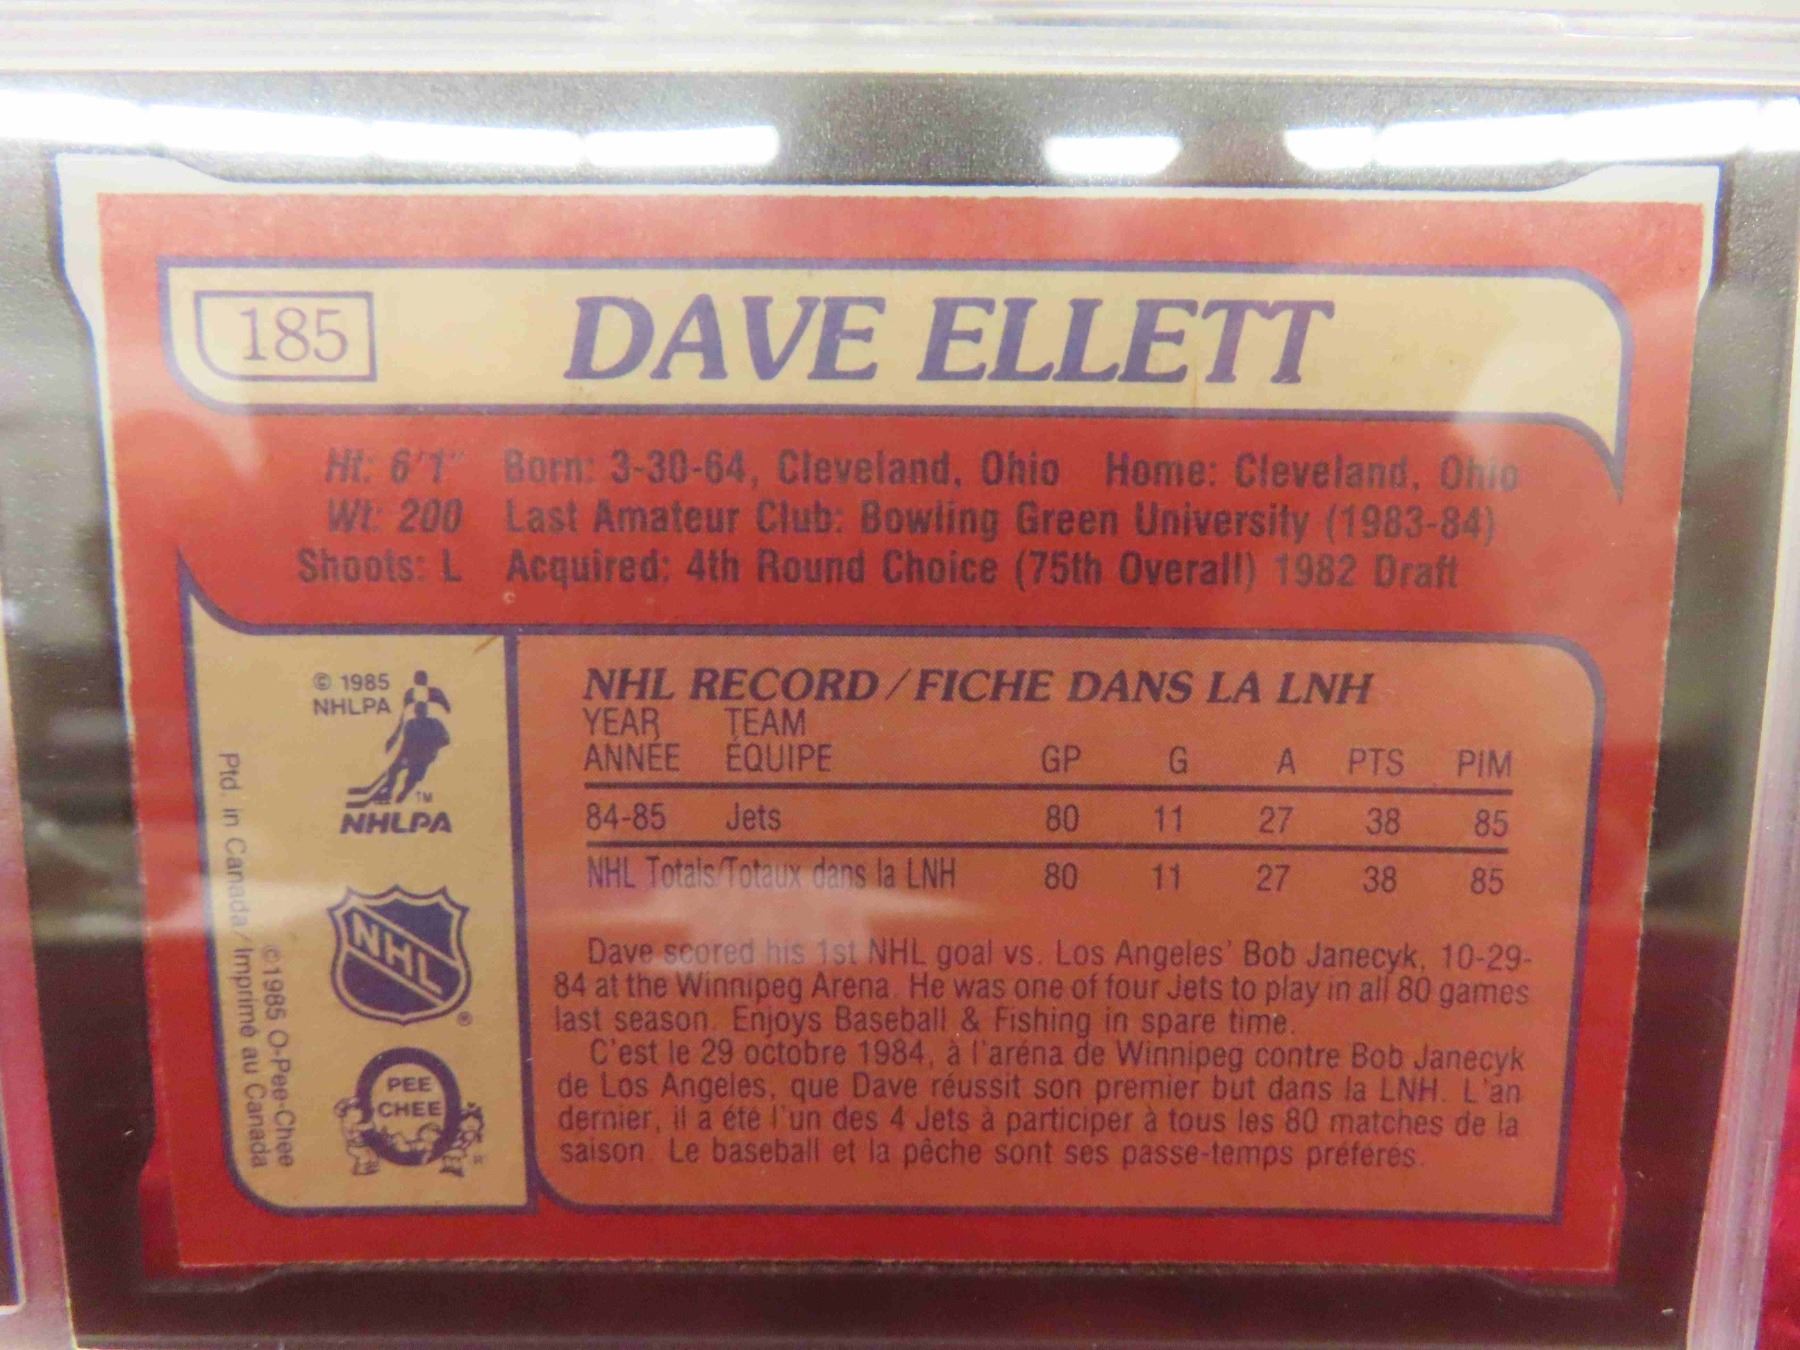 185
DAVE ELLETT
Ht: 6'1" Born: 3-30-64, Cleveland, Ohio Home: Cleveland, Ohio
Wt: 200 Last Amateur Club: Bowling Green University (1983-84)
Shoots: L Acquired: 4th Round Choice (75th Overall) 1982 Draft
© 1985
NHLPA
TM
NHLPA
NHL
®
PEE
CHEE
©1985 O-Pee-Chee
Ptd. in Canada/Imprimé au Canada
NHL RECORD/FICHE DANS LA LNH
YEAR TEAM
ANNÉE ÉQUIPE GP G A PTS PIM
84-85 Jets 80 11 27 38 85
NHL Totals/Totaux dans la LNH 80 11 27 38 85
Dave scored his 1st NHL goal vs. Los Angeles' Bob Janecyk, 10-29-
84 at the Winnipeg Arena. He was one of four Jets to play in all 80 games
last season. Enjoys Baseball & Fishing in spare time.
C'est le 29 octobre 1984, à l'aréna de Winnipeg contre Bob Janecyk
de Los Angeles, que Dave réussit son premier but dans la LNH. L'an
dernier, il a été l'un des 4 Jets à participer à tous les 80 matches de la
saison. Le baseball et la pêche sont ses passe-temps préférés.